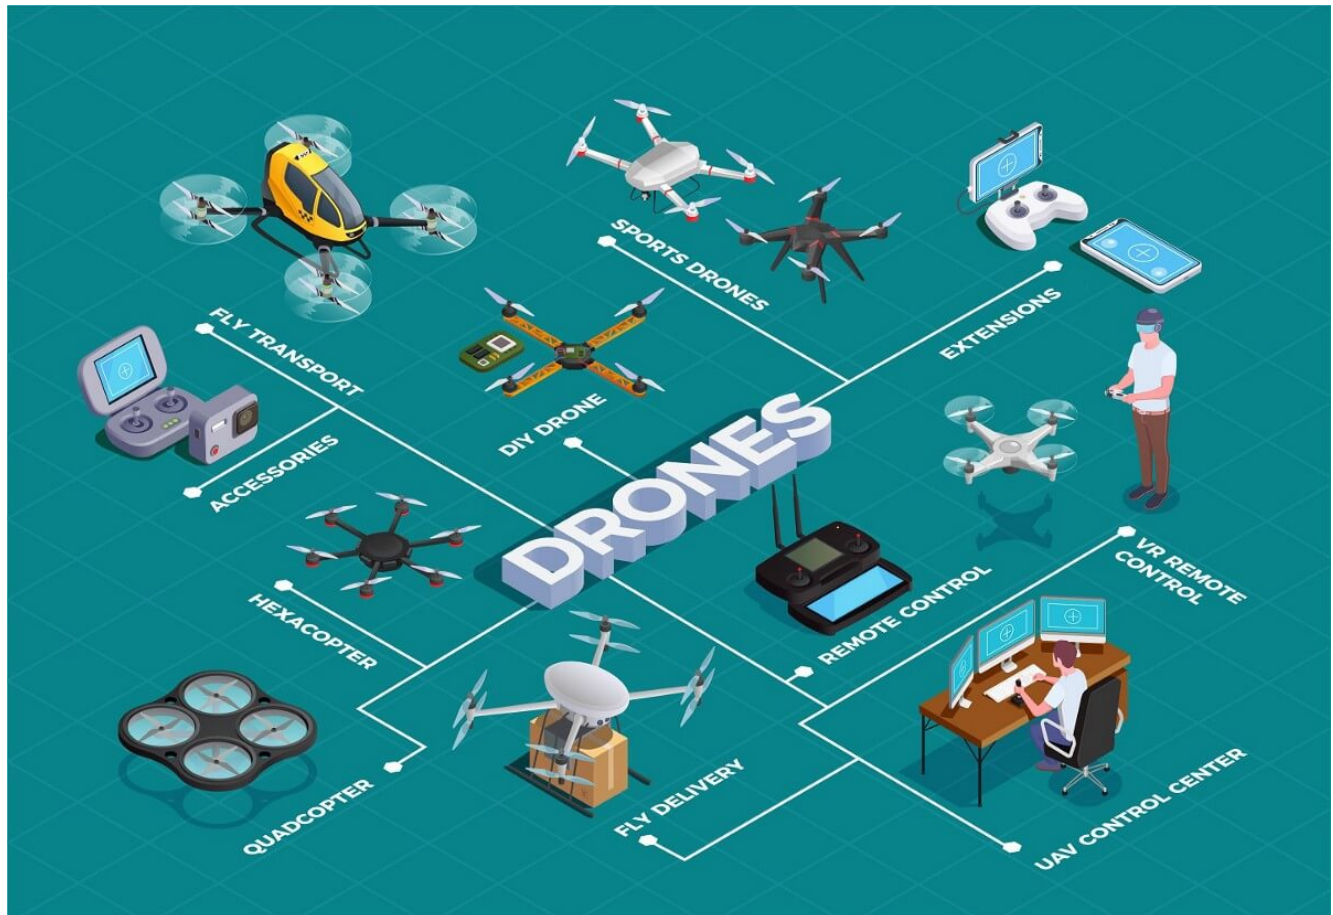 SPORTS DRONES
EXTENSIONS
FLY TRANSPORT
DIY DRONE
ACCESSORIES
DRONES
HEXACOPTER
REMOTE CONTROL
VR REMOTE
CONTROL
QUADCOPTER
FLY DELIVERY
UAV CONTROL CENTER